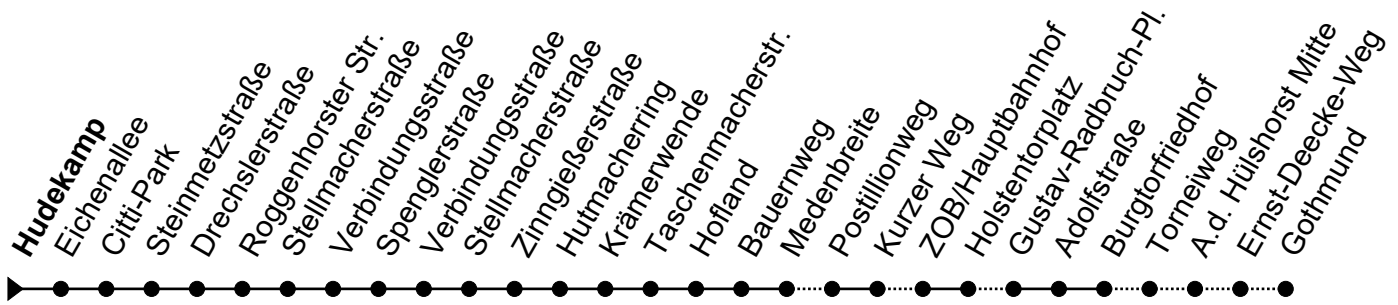 Hudekamp
Eichenallee
Citti-Park
Steinmetzstraße
Drechslerstraße
Roggenhorster Str.
Stellmacherstraße
Verbindungsstraße
Spenglerstraße
Verbindungsstraße
Stellmacherstraße
Zinngießerstraße
Hutmacherring
Krämerwende
Taschenmacherstr.
Hofland
Bauernweg
Medenbreite
Postillionweg
Kurzer Weg
ZOB/Hauptbahnhof
Holstentorplatz
Gustav-Radbruch-Pl.
Adolfstraße
Burgtorfriedhof
Torneiweg
A.d. Hülshorst Mitte
Ernst-Deecke-Weg
Gothmund